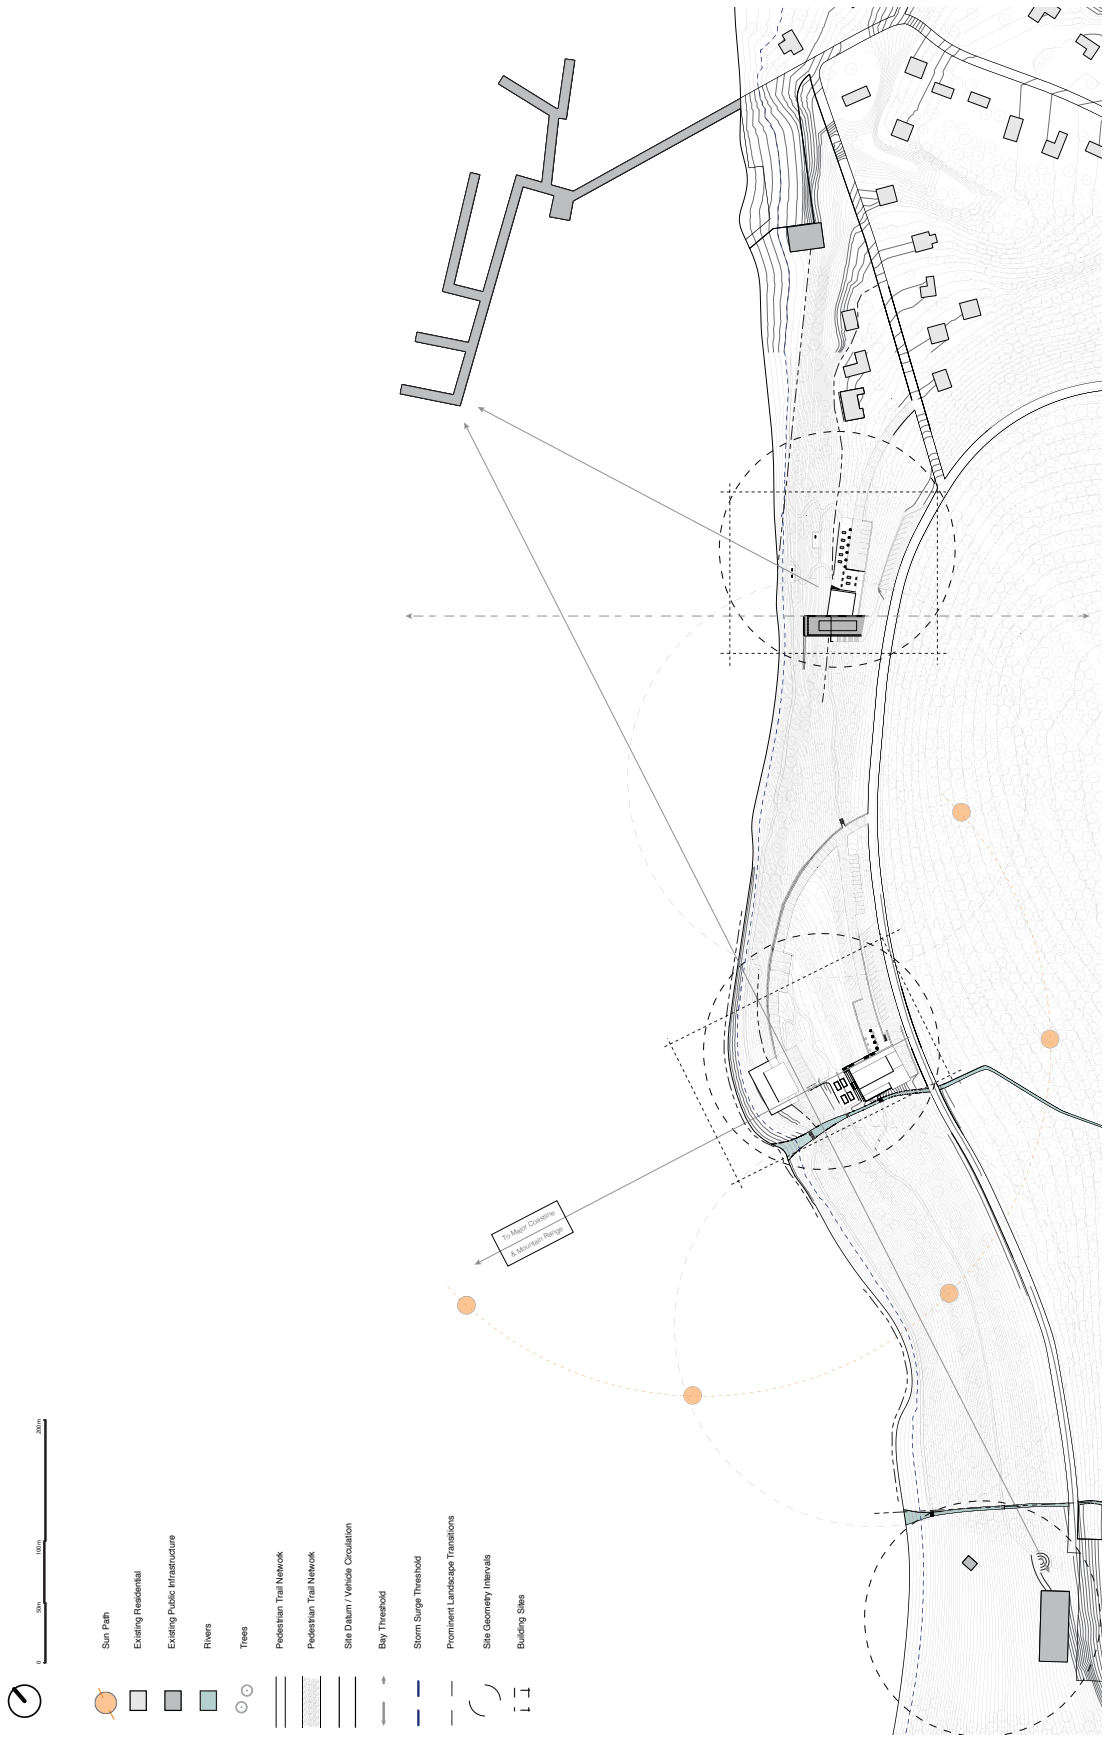 To Major Coastline
& Mountain Range
0
50m
100m
200m
Sun Path
Existing Residential
Existing Public Infrastructure
Rivers
Trees
Pedestrian Trail Network
Pedestrian Trail Network
Site Datum / Vehicle Circulation
Bay Threshold
Storm Surge Threshold
Prominent Landscape Transitions
Site Geometry Intervals
Building Sites